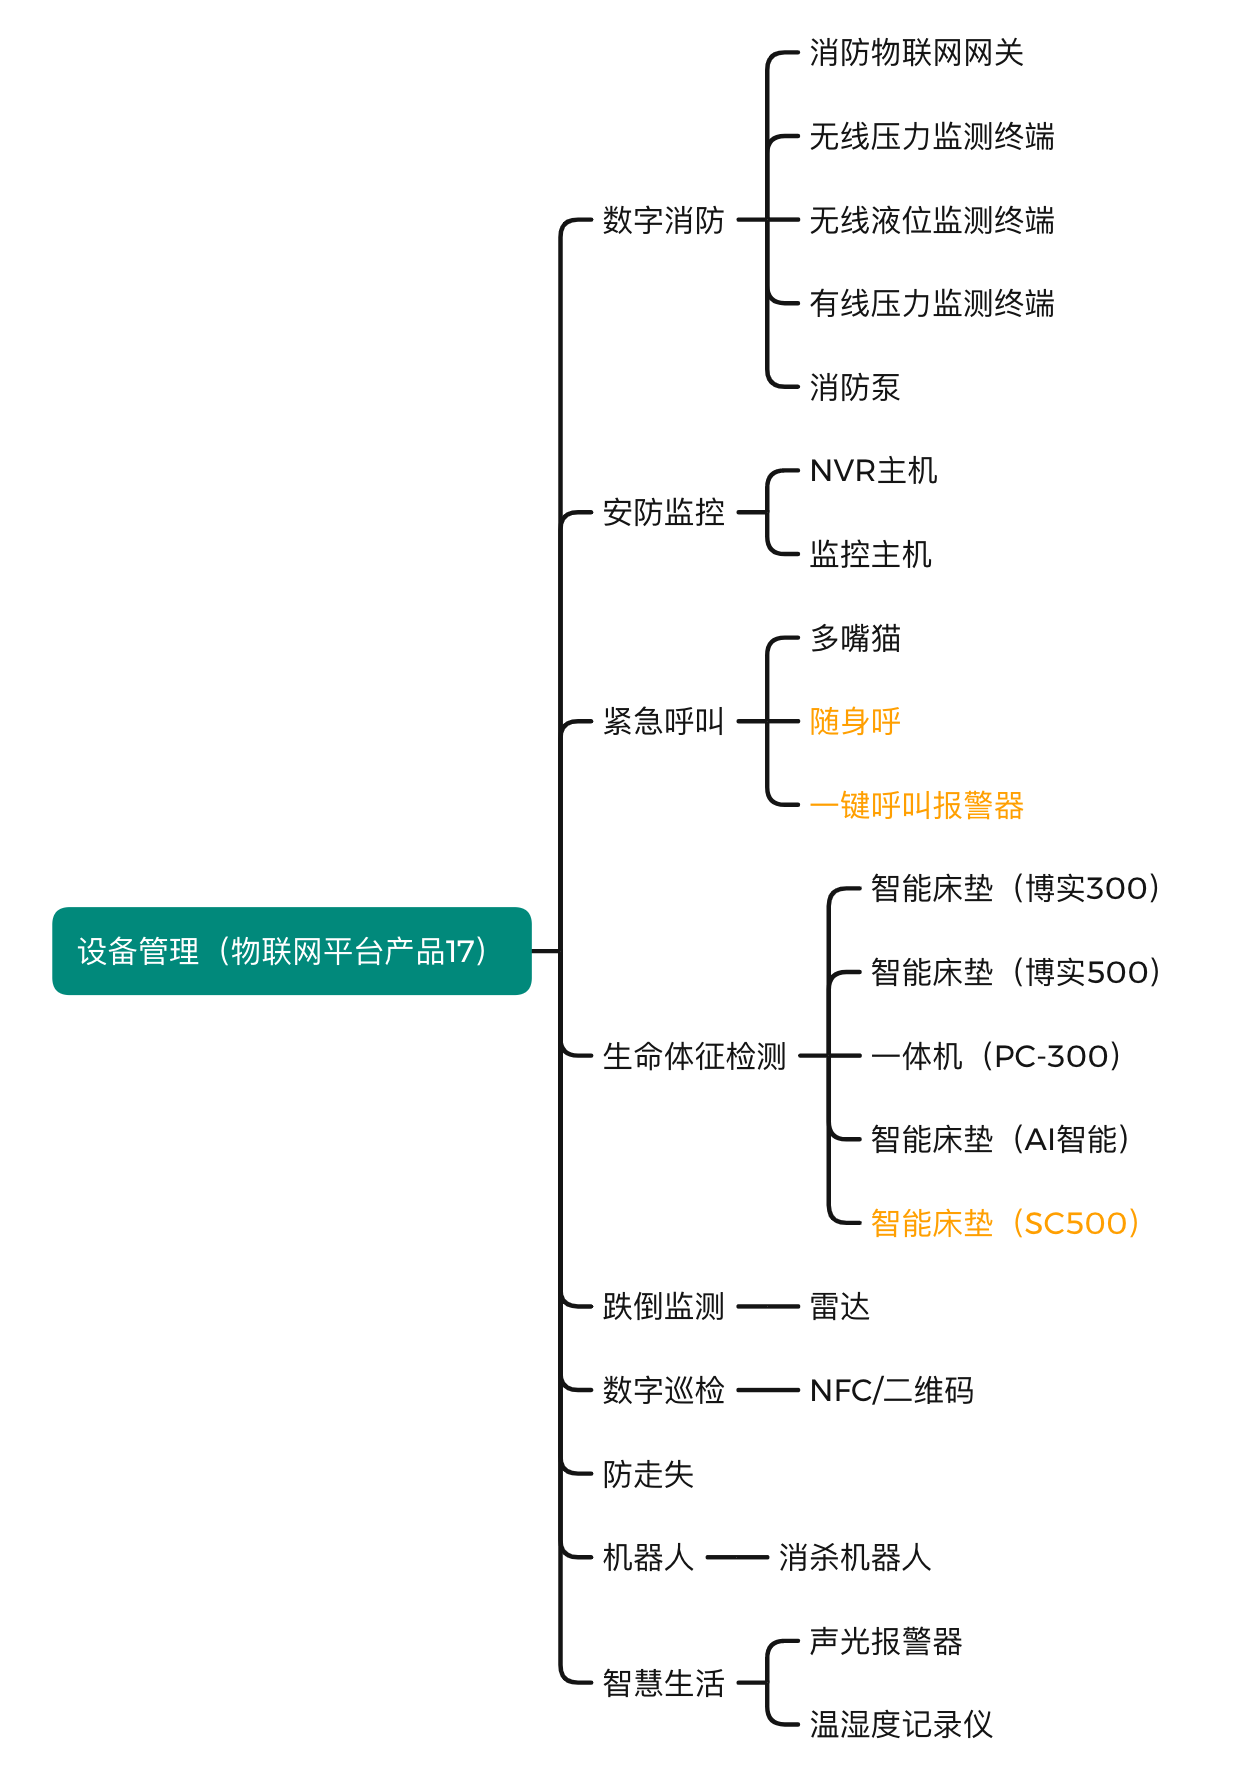 设备管理（物联网平台产品17）
数字消防
消防物联网网关
无线压力监测终端
无线液位监测终端
有线压力监测终端
消防泵
安防监控
NVR主机
监控主机
紧急呼叫
多嘴猫
随身呼
一键呼叫报警器
生命体征检测
智能床垫（博实300）
智能床垫（博实500）
一体机（PC-300）
智能床垫（AI智能）
智能床垫（SC500）
跌倒监测
雷达
数字巡检
NFC/二维码
防走失
机器人
消杀机器人
智慧生活
声光报警器
温湿度记录仪